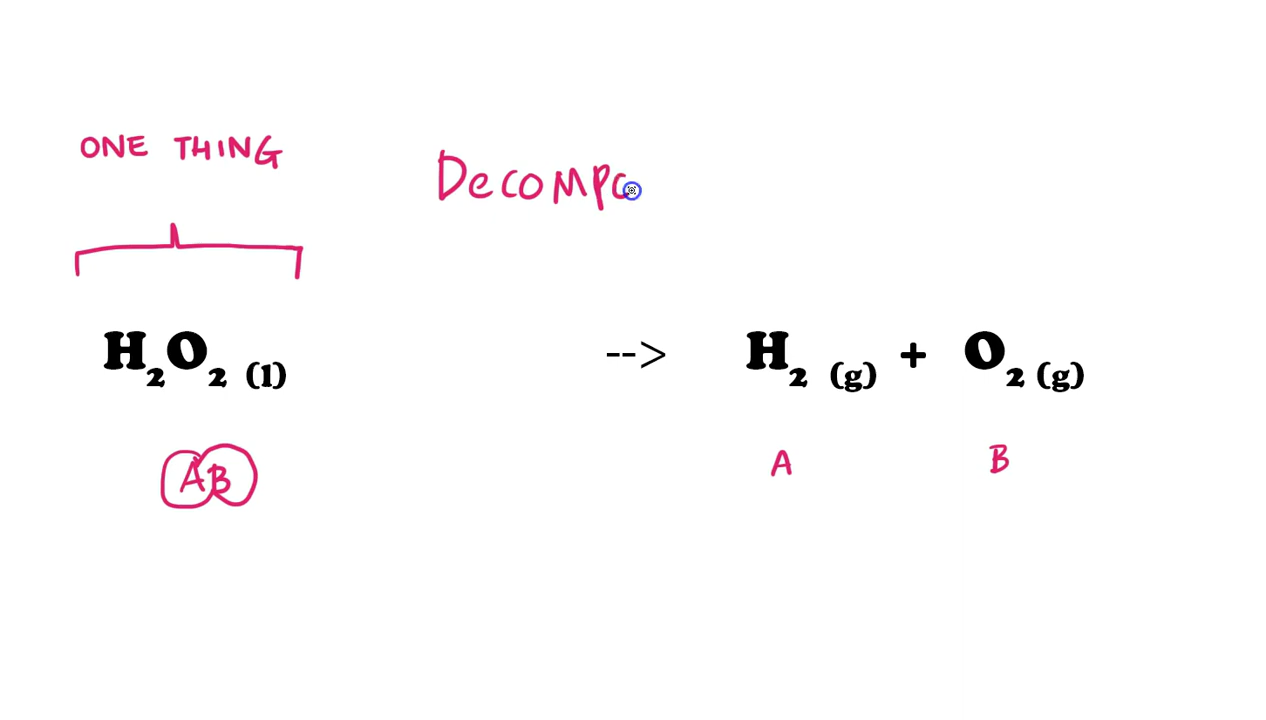 ONE THING
Decompo
H₂O₂ (l) --> H₂ (g) + O₂ (g)
AB A B